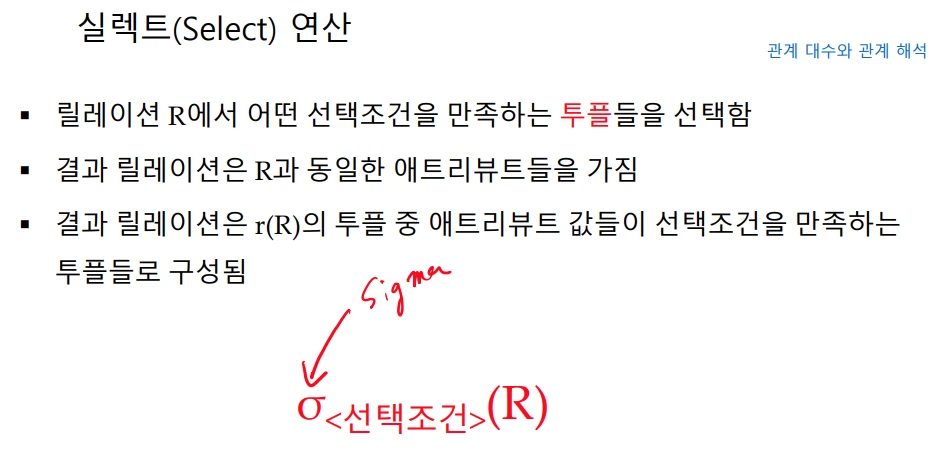 실렉트(Select) 연산
관계 대수와 관계 해석
▪ 릴레이션 R에서 어떤 선택조건을 만족하는 투플들을 선택함
▪ 결과 릴레이션은 R과 동일한 애트리뷰트들을 가짐
▪ 결과 릴레이션은 r(R)의 투플 중 애트리뷰트 값들이 선택조건을 만족하는
투플들로 구성됨
Sigma
σ<선택조건>(R)